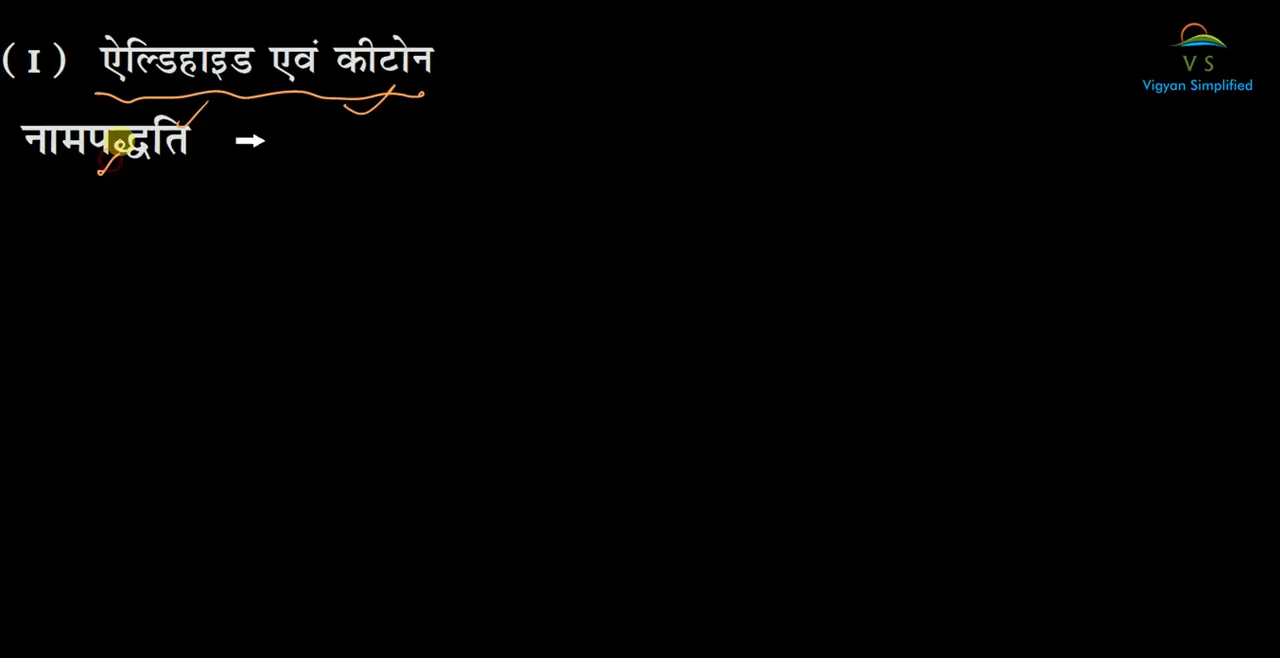 ( I ) ऐल्डिहाइड एवं कीटोन
नामपद्धति →
V S
Vigyan Simplified